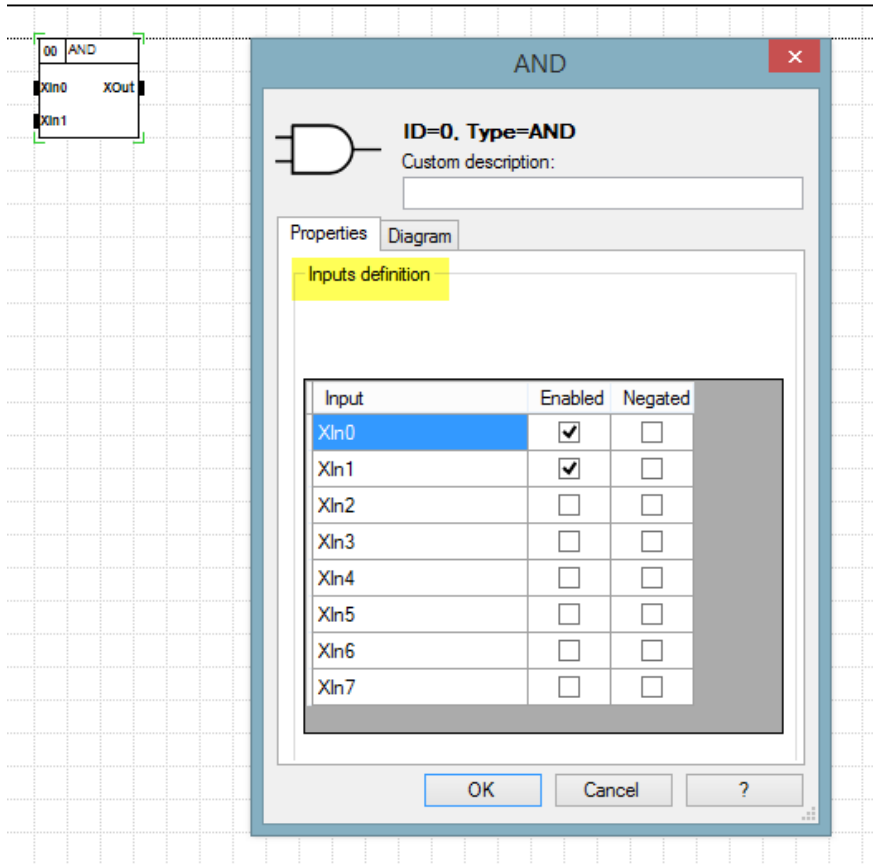 00 AND
XIn0 XOut
XIn1
AND
ID=0, Type=AND
Custom description:
Properties Diagram
Inputs definition
Input Enabled Negated
XIn0
XIn1
XIn2
XIn3
XIn4
XIn5
XIn6
XIn7
OK Cancel ?